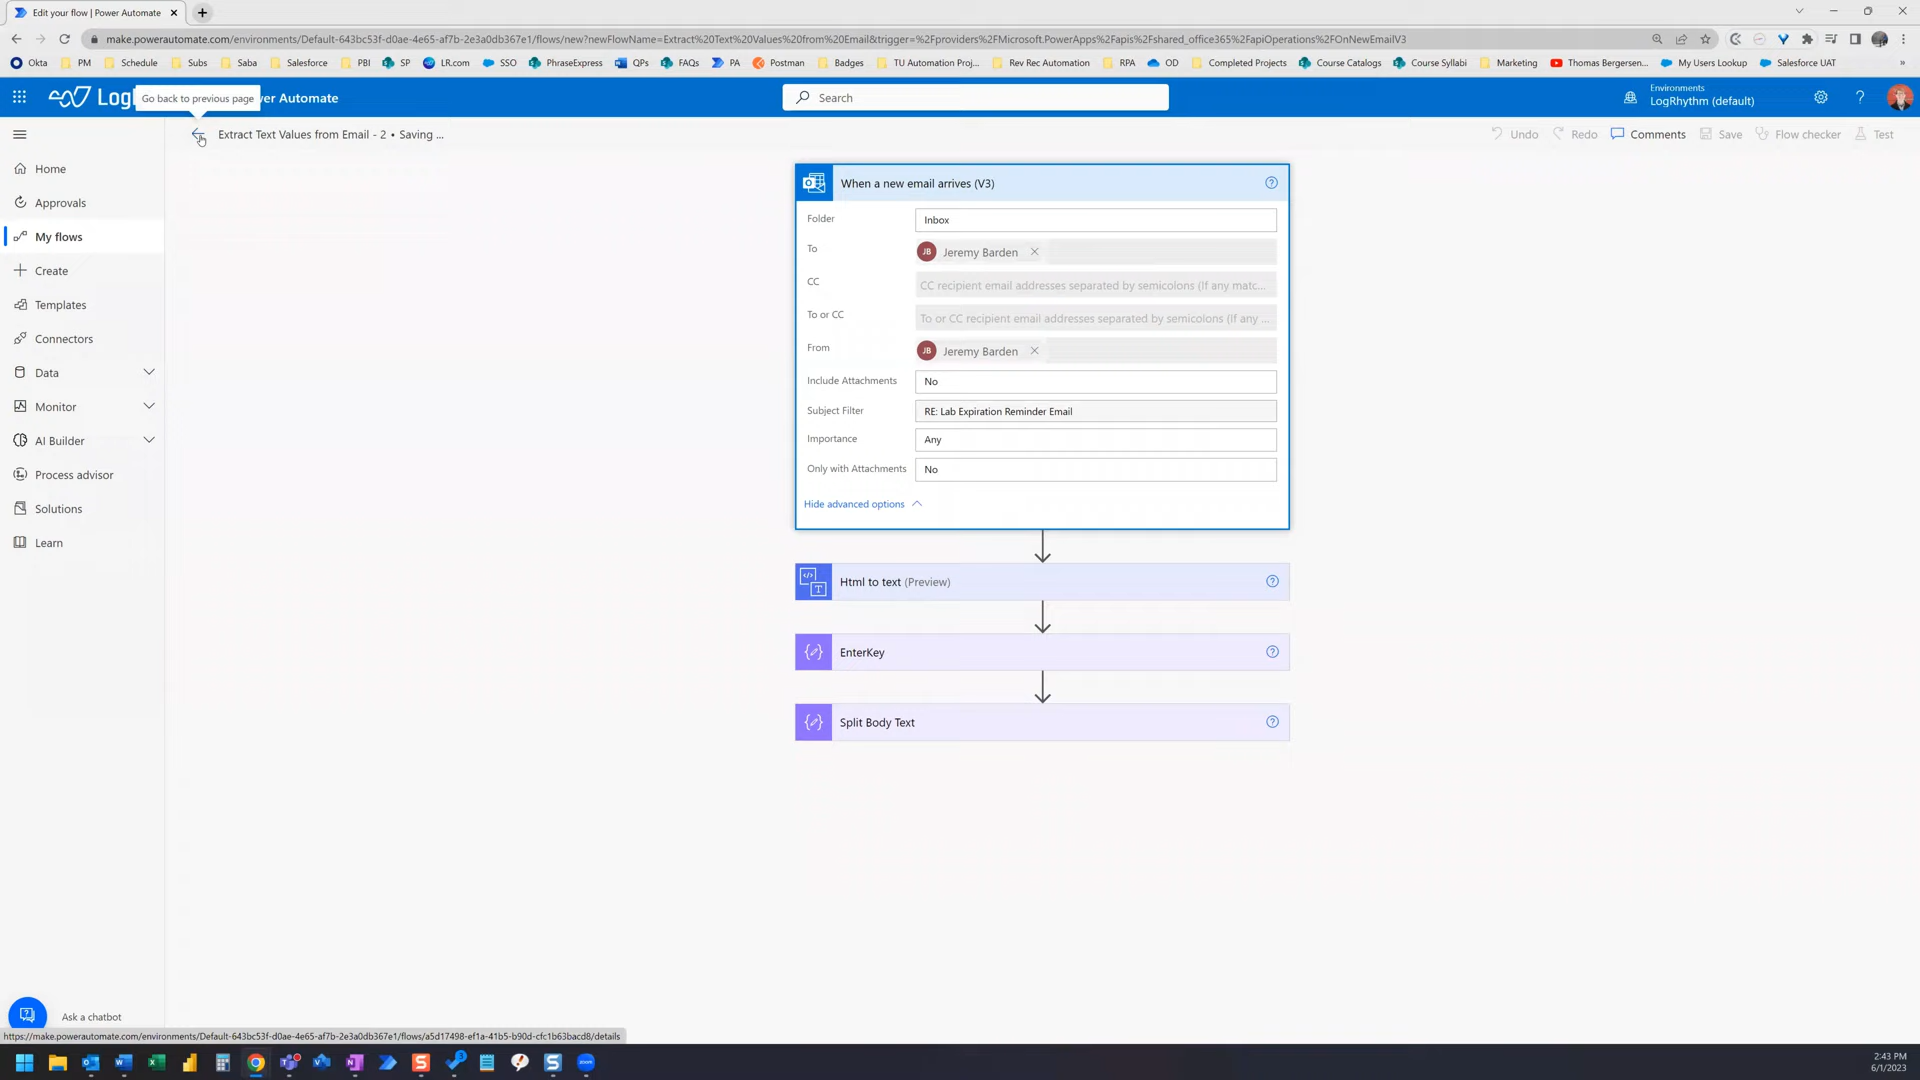 Edit your flow | Power Automate
make.powerautomate.com/environments/Default-643bc53f-d0ae-4e65-af7b-2e3a0db367e1/flows/new?newFlowName=Extract%20Text%20Values%20from%20Email&trigger=%2Fproviders%2FMicrosoft.PowerApps%2Fapis%2Fshared_office365%2FapiOperations%2FOnNewEmailV3
Okta PM Schedule Subs Saba Salesforce PBI SP LR.com SSO PhraseExpress QPs FAQs PA Postman Badges TU Automation Proj... Rev Rec Automation RPA OD Completed Projects Course Catalogs Course Syllabi Marketing Thomas Bergersen... My Users Lookup Salesforce UAT »
Environments
Log Go back to previous page er Automate Search LogRhythm (default)
Extract Text Values from Email - 2 • Saving ... Undo Redo Comments Save Flow checker Test
Home
Approvals
My flows
Create
Templates
Connectors
Data
Monitor
AI Builder
Process advisor
Solutions
Learn
When a new email arrives (V3)
Folder Inbox
To JB Jeremy Barden
CC CC recipient email addresses separated by semicolons (If any matc...
To or CC To or CC recipient email addresses separated by semicolons (If any ...
From JB Jeremy Barden
Include Attachments No
Subject Filter RE: Lab Expiration Reminder Email
Importance Any
Only with Attachments No
Hide advanced options
Html to text (Preview)
EnterKey
Split Body Text
Ask a chatbot
https://make.powerautomate.com/environments/Default-643bc53f-d0ae-4e65-af7b-2e3a0db367e1/flows/a5d17498-ef1a-41b5-b90d-cfc1b63bacd8/details
2:43 PM
6/1/2023